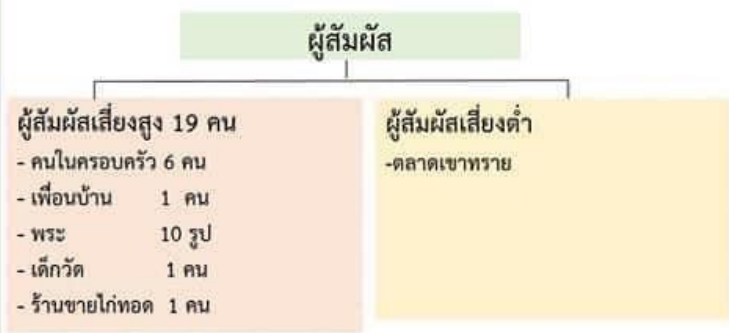 ผู้สัมผัส
ผู้สัมผัสเสี่ยงสูง 19 คน
- คนในครอบครัว 6 คน
- เพื่อนบ้าน 1 คน
- พระ 10 รูป
- เด็กวัด 1 คน
- ร้านขายไก่ทอด 1 คน
ผู้สัมผัสเสี่ยงต่ำ
-ตลาดเขาทราย